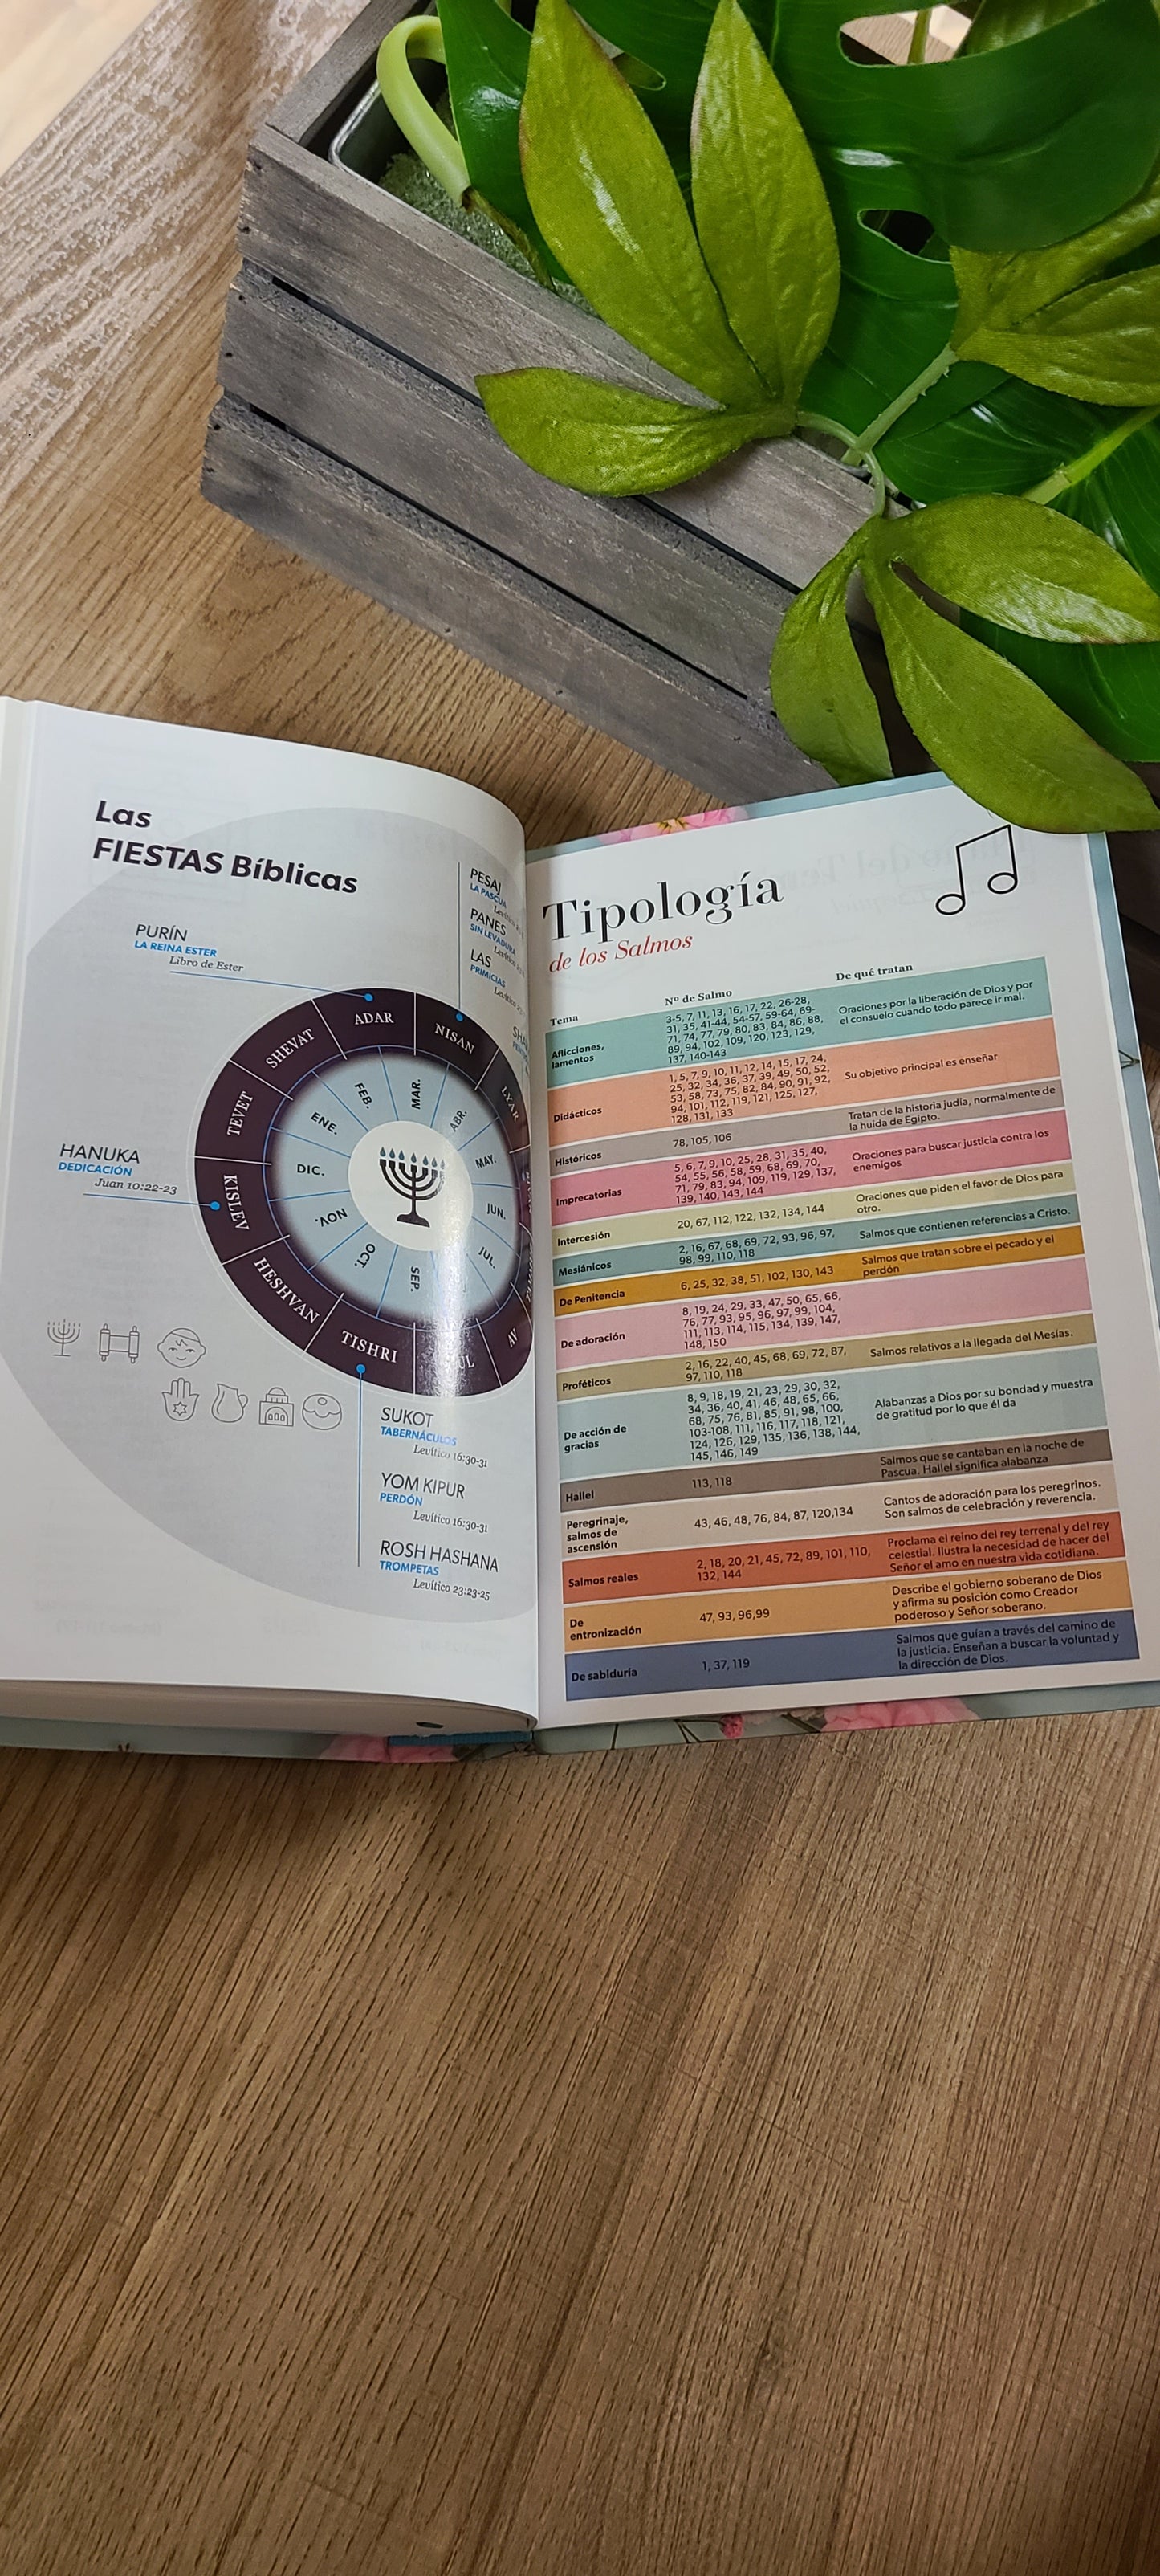 Las
FIESTAS Bíblicas
PURÍN
LA REINA ESTER
Libro de Ester
PESAJ
LA PASCUA
PANES
SIN LEVADURA
LAS
PRIMICIAS
HANUKA
DEDICACIÓN
Juan 10:22-23
ADAR
NISAN
SHEVAT
TEVET
KISLEV
HESHVAN
TISHRI
AV
ENE.
FEB.
MAR.
ABR.
MAY.
JUN.
JUL.
SEP.
OCT.
NOV.
DIC.
SUKOT
TABERNÁCULOS
Levítico 16:30-31
YOM KIPUR
PERDÓN
Levítico 16:30-31
ROSH HASHANA
TROMPETAS
Levítico 23:23-25
Tipología
de los Salmos
Tema
Nº de Salmo
De qué tratan
Aflicciones,
lamentos
3-5, 7, 11, 13, 16, 17, 22, 26-28,
31, 35, 41-44, 54-57, 59-64, 69-
71, 74, 77, 79, 80, 83, 84, 86, 88,
89, 94, 102, 109, 120, 123, 129,
137, 140-143
Oraciones por la liberación de Dios y por
el consuelo cuando todo parece ir mal.
Didácticos
1, 5, 7, 9, 10, 11, 12, 14, 15, 17, 24,
25, 32, 34, 36, 37, 39, 49, 50, 52,
53, 58, 73, 75, 82, 84, 90, 91, 92,
94, 101, 112, 119, 121, 125, 127,
128, 131, 133
Su objetivo principal es enseñar
Históricos
78, 105, 106
Tratan de la historia judía, normalmente de
la huida de Egipto.
Imprecatorias
5, 6, 7, 9, 10, 25, 28, 31, 35, 40,
54, 55, 56, 58, 59, 68, 69, 70,
71, 79, 83, 94, 109, 119, 129, 137,
139, 140, 143, 144
Oraciones para buscar justicia contra los
enemigos
Intercesión
20, 67, 112, 122, 132, 134, 144
Oraciones que piden el favor de Dios para
otro.
Mesiánicos
2, 16, 67, 68, 69, 72, 93, 96, 97,
98, 99, 110, 118
Salmos que contienen referencias a Cristo.
De Penitencia
6, 25, 32, 38, 51, 102, 130, 143
Salmos que tratan sobre el pecado y el
perdón
De adoración
8, 19, 24, 29, 33, 47, 50, 65, 66,
76, 77, 93, 95, 96, 97, 99, 104,
111, 113, 114, 115, 134, 139, 147,
148, 150
Proféticos
2, 16, 22, 40, 45, 68, 69, 72, 87,
97, 110, 118
Salmos relativos a la llegada del Mesías.
De acción de
gracias
8, 9, 18, 19, 21, 23, 29, 30, 32,
34, 36, 40, 41, 46, 48, 65, 66,
68, 75, 76, 81, 85, 91, 98, 100,
103-108, 111, 116, 117, 118, 121,
124, 126, 129, 135, 136, 138, 144,
145, 146, 149
Alabanzas a Dios por su bondad y muestra
de gratitud por lo que él da
Hallel
113, 118
Salmos que se cantaban en la noche de
Pascua. Hallel significa alabanza
Peregrinaje,
salmos de
ascensión
43, 46, 48, 76, 84, 87, 120,134
Cantos de adoración para los peregrinos.
Son salmos de celebración y reverencia.
Salmos reales
2, 18, 20, 21, 45, 72, 89, 101, 110,
132, 144
Proclama el reino del rey terrenal y del rey
celestial. Ilustra la necesidad de hacer del
Señor el amo en nuestra vida cotidiana.
De
entronización
47, 93, 96,99
Describe el gobierno soberano de Dios
y afirma su posición como Creador
poderoso y Señor soberano.
De sabiduría
1, 37, 119
Salmos que guían a través del camino de
la justicia. Enseñan a buscar la voluntad y
la dirección de Dios.